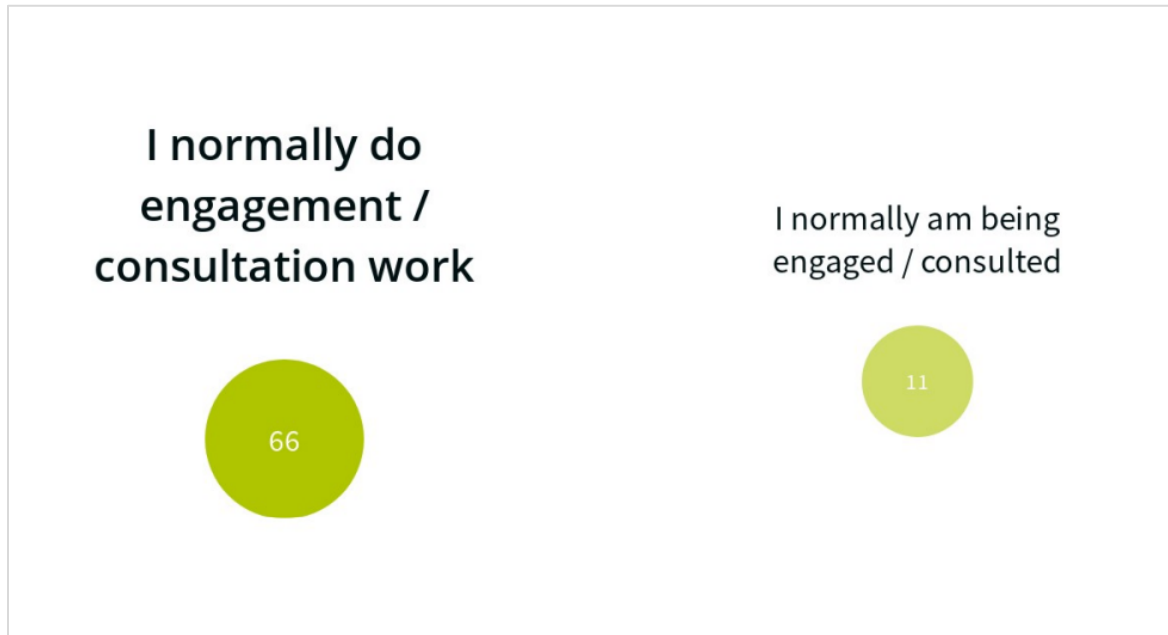 I normally do
engagement /
consultation work
66
I normally am being
engaged / consulted
11